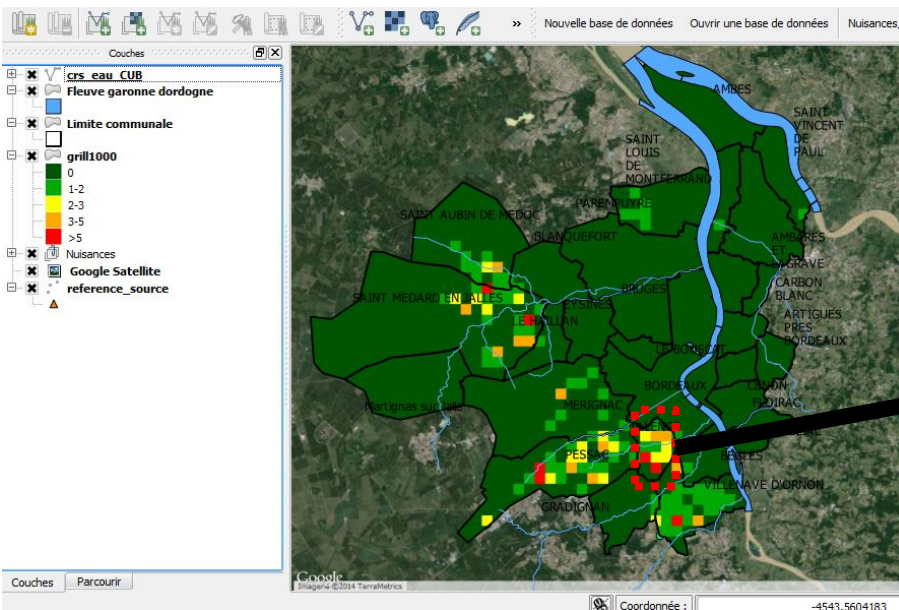 » Nouvelle base de données Ouvrir une base de données Nuisances,
Couches
crs_eau_CUB
Fleuve garonne dordogne
Limite communale
grill1000
0
1-2
2-3
3-5
>5
Nuisances
Google Satellite
reference_source
Couches Parcourir
AMBES
SAINT
VINCENT
DE
PAUL
SAINT
LOUIS
DE
MONTFERRAND
PAREMPUYRE
SAINT AUBIN DE MEDOC
BLANQUEFORT
AMBARES
ET
LAGRAVE
CARBON
BLANC
BRUGES
SAINT MEDARD EN JALLES
EYSINES
ARTIGUES
PRES
BORDEAUX
LE HAILLAN
LE BOUSCAT
BORDEAUX
CENON
FLOIRAC
Martignas sur Jalle
MERIGNAC
PESSAC
BEGLES
VILLENAVE D'ORNON
GRADIGNAN
Google
Imagerie ©2014 TerraMetrics
Coordonnée : -4543,5604183